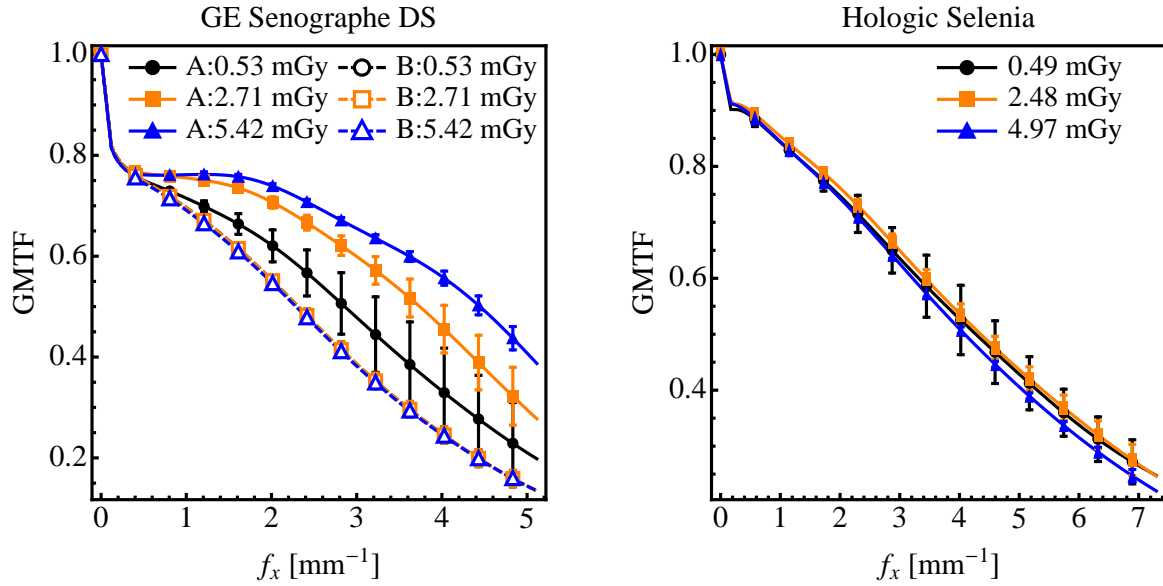 GE Senographe DS
A:0.53 mGy B:0.53 mGy
A:2.71 mGy B:2.71 mGy
A:5.42 mGy B:5.42 mGy
1.0
0.8
0.6
0.4
0.2
GMTF
0 1 2 3 4 5
f_x [mm⁻¹]
Hologic Selenia
0.49 mGy
2.48 mGy
4.97 mGy
1.0
0.8
0.6
0.4
GMTF
0 1 2 3 4 5 6 7
f_x [mm⁻¹]